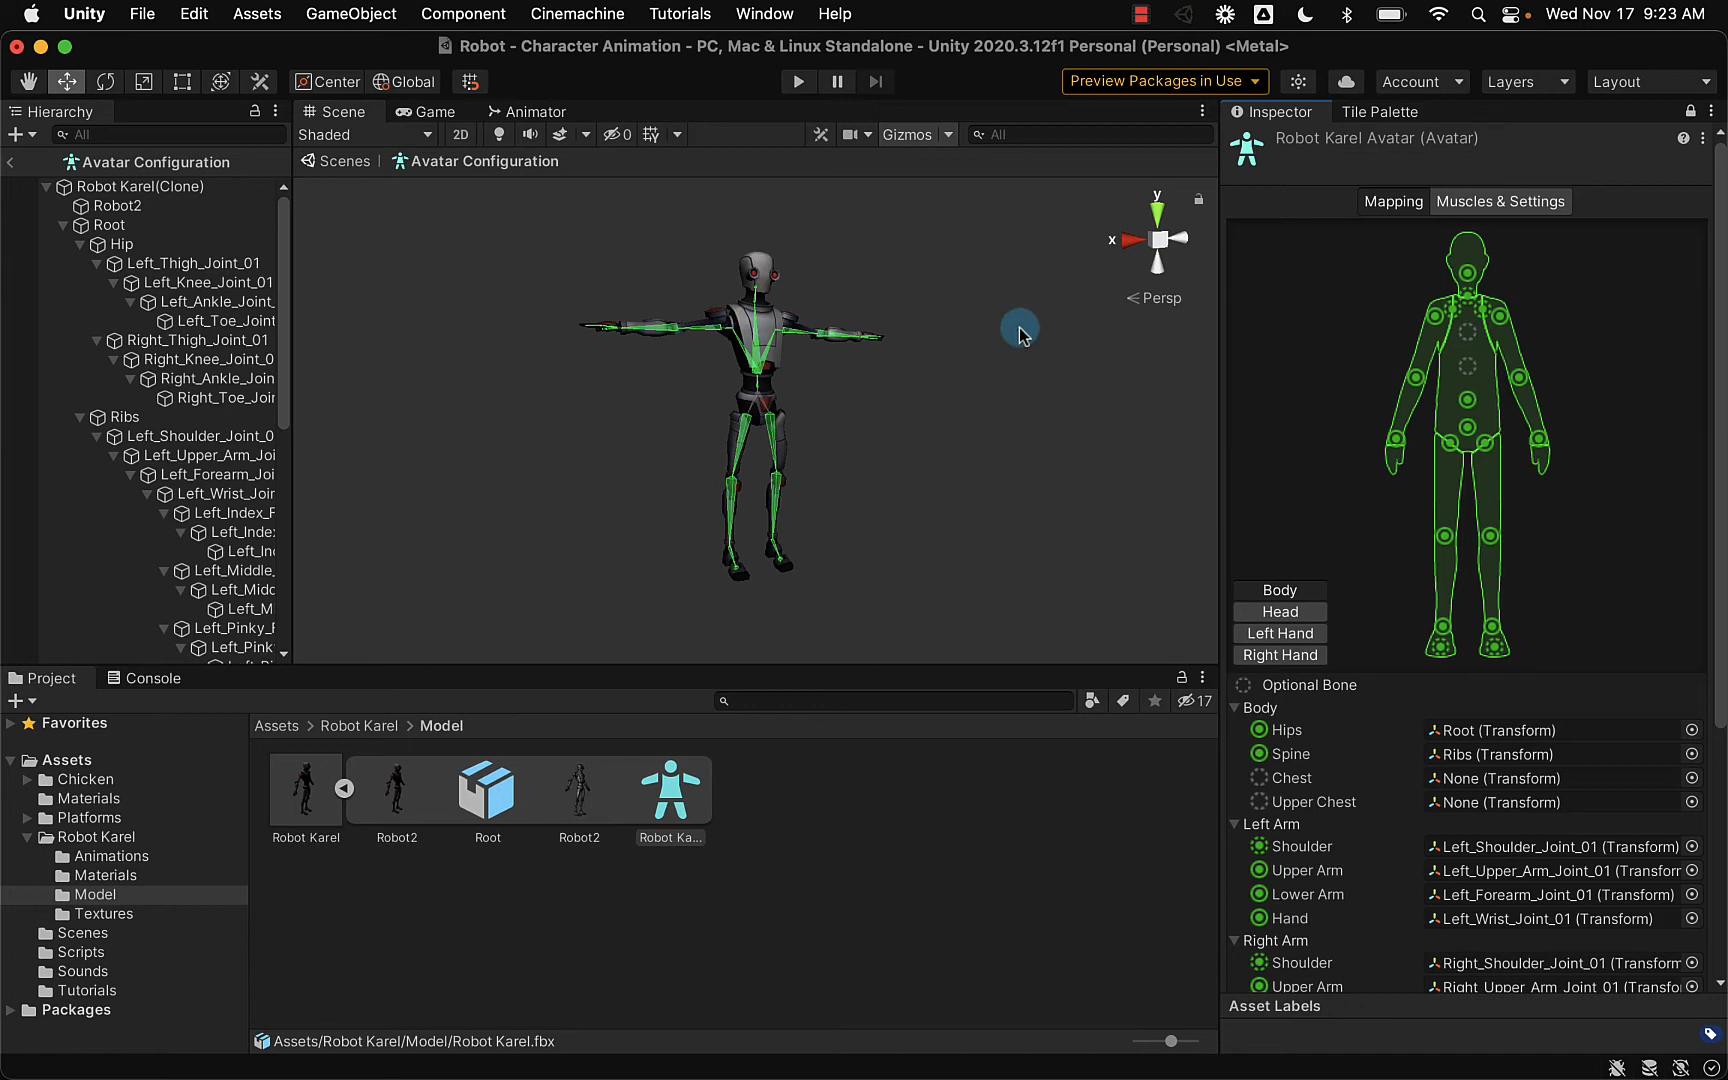 Unity File Edit Assets GameObject Component Cinemachine Tutorials Window Help Wed Nov 17 9:23 AM
Robot - Character Animation - PC, Mac & Linux Standalone - Unity 2020.3.12f1 Personal (Personal) <Metal>
Center Global Preview Packages in Use Account Layers Layout
Hierarchy
All
Avatar Configuration
Robot Karel(Clone)
Robot2
Root
Hip
Left_Thigh_Joint_01
Left_Knee_Joint_01
Left_Ankle_Joint_
Left_Toe_Joint
Right_Thigh_Joint_01
Right_Knee_Joint_0
Right_Ankle_Join
Right_Toe_Joir
Ribs
Left_Shoulder_Joint_0
Left_Upper_Arm_Joi
Left_Forearm_Joi
Left_Wrist_Joir
Left_Index_F
Left_Index
Left_Inc
Left_Middle_
Left_Midd
Left_M
Left_Pinky_F
Left_Pink
Scene Game Animator
Shaded 2D 0 Gizmos All
Scenes Avatar Configuration
y
x
< Persp
Inspector Tile Palette
Robot Karel Avatar (Avatar)
Mapping Muscles & Settings
Body
Head
Left Hand
Right Hand
Optional Bone
Body
Hips Root (Transform)
Spine Ribs (Transform)
Chest None (Transform)
Upper Chest None (Transform)
Left Arm
Shoulder Left_Shoulder_Joint_01 (Transform)
Upper Arm Left_Upper_Arm_Joint_01 (Transforr
Lower Arm Left_Forearm_Joint_01 (Transform)
Hand Left_Wrist_Joint_01 (Transform)
Right Arm
Shoulder Right_Shoulder_Joint_01 (Transform
Upper Arm Right_Upper_Arm_Joint_01 (Transfo
Asset Labels
Project Console
17
Favorites
Assets
Chicken
Materials
Platforms
Robot Karel
Animations
Materials
Model
Textures
Scenes
Scripts
Sounds
Tutorials
Packages
Assets > Robot Karel > Model
Robot Karel Robot2 Root Robot2 Robot Ka...
Assets/Robot Karel/Model/Robot Karel.fbx